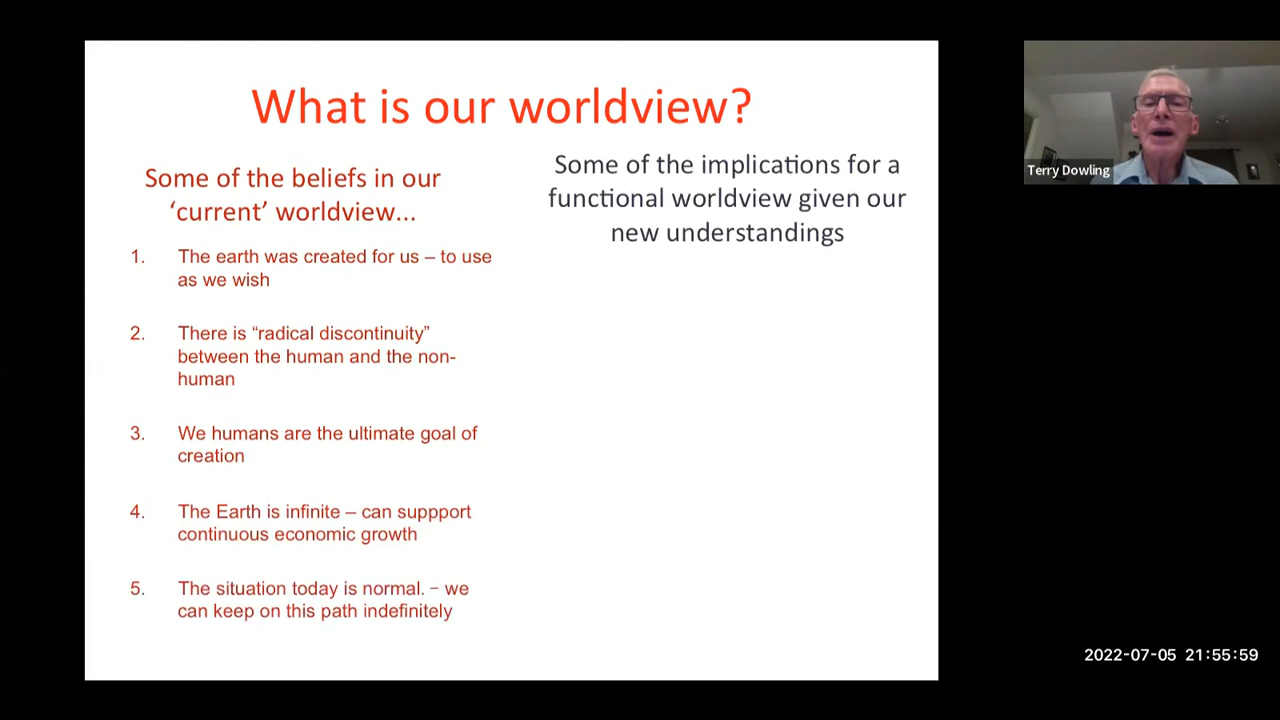 What is our worldview?
Some of the beliefs in our
‘current’ worldview...
1. The earth was created for us – to use
as we wish
2. There is “radical discontinuity”
between the human and the non-
human
3. We humans are the ultimate goal of
creation
4. The Earth is infinite – can suppport
continuous economic growth
5. The situation today is normal. – we
can keep on this path indefinitely
Some of the implications for a
functional worldview given our
new understandings
Terry Dowling
2022-07-05 21:55:59